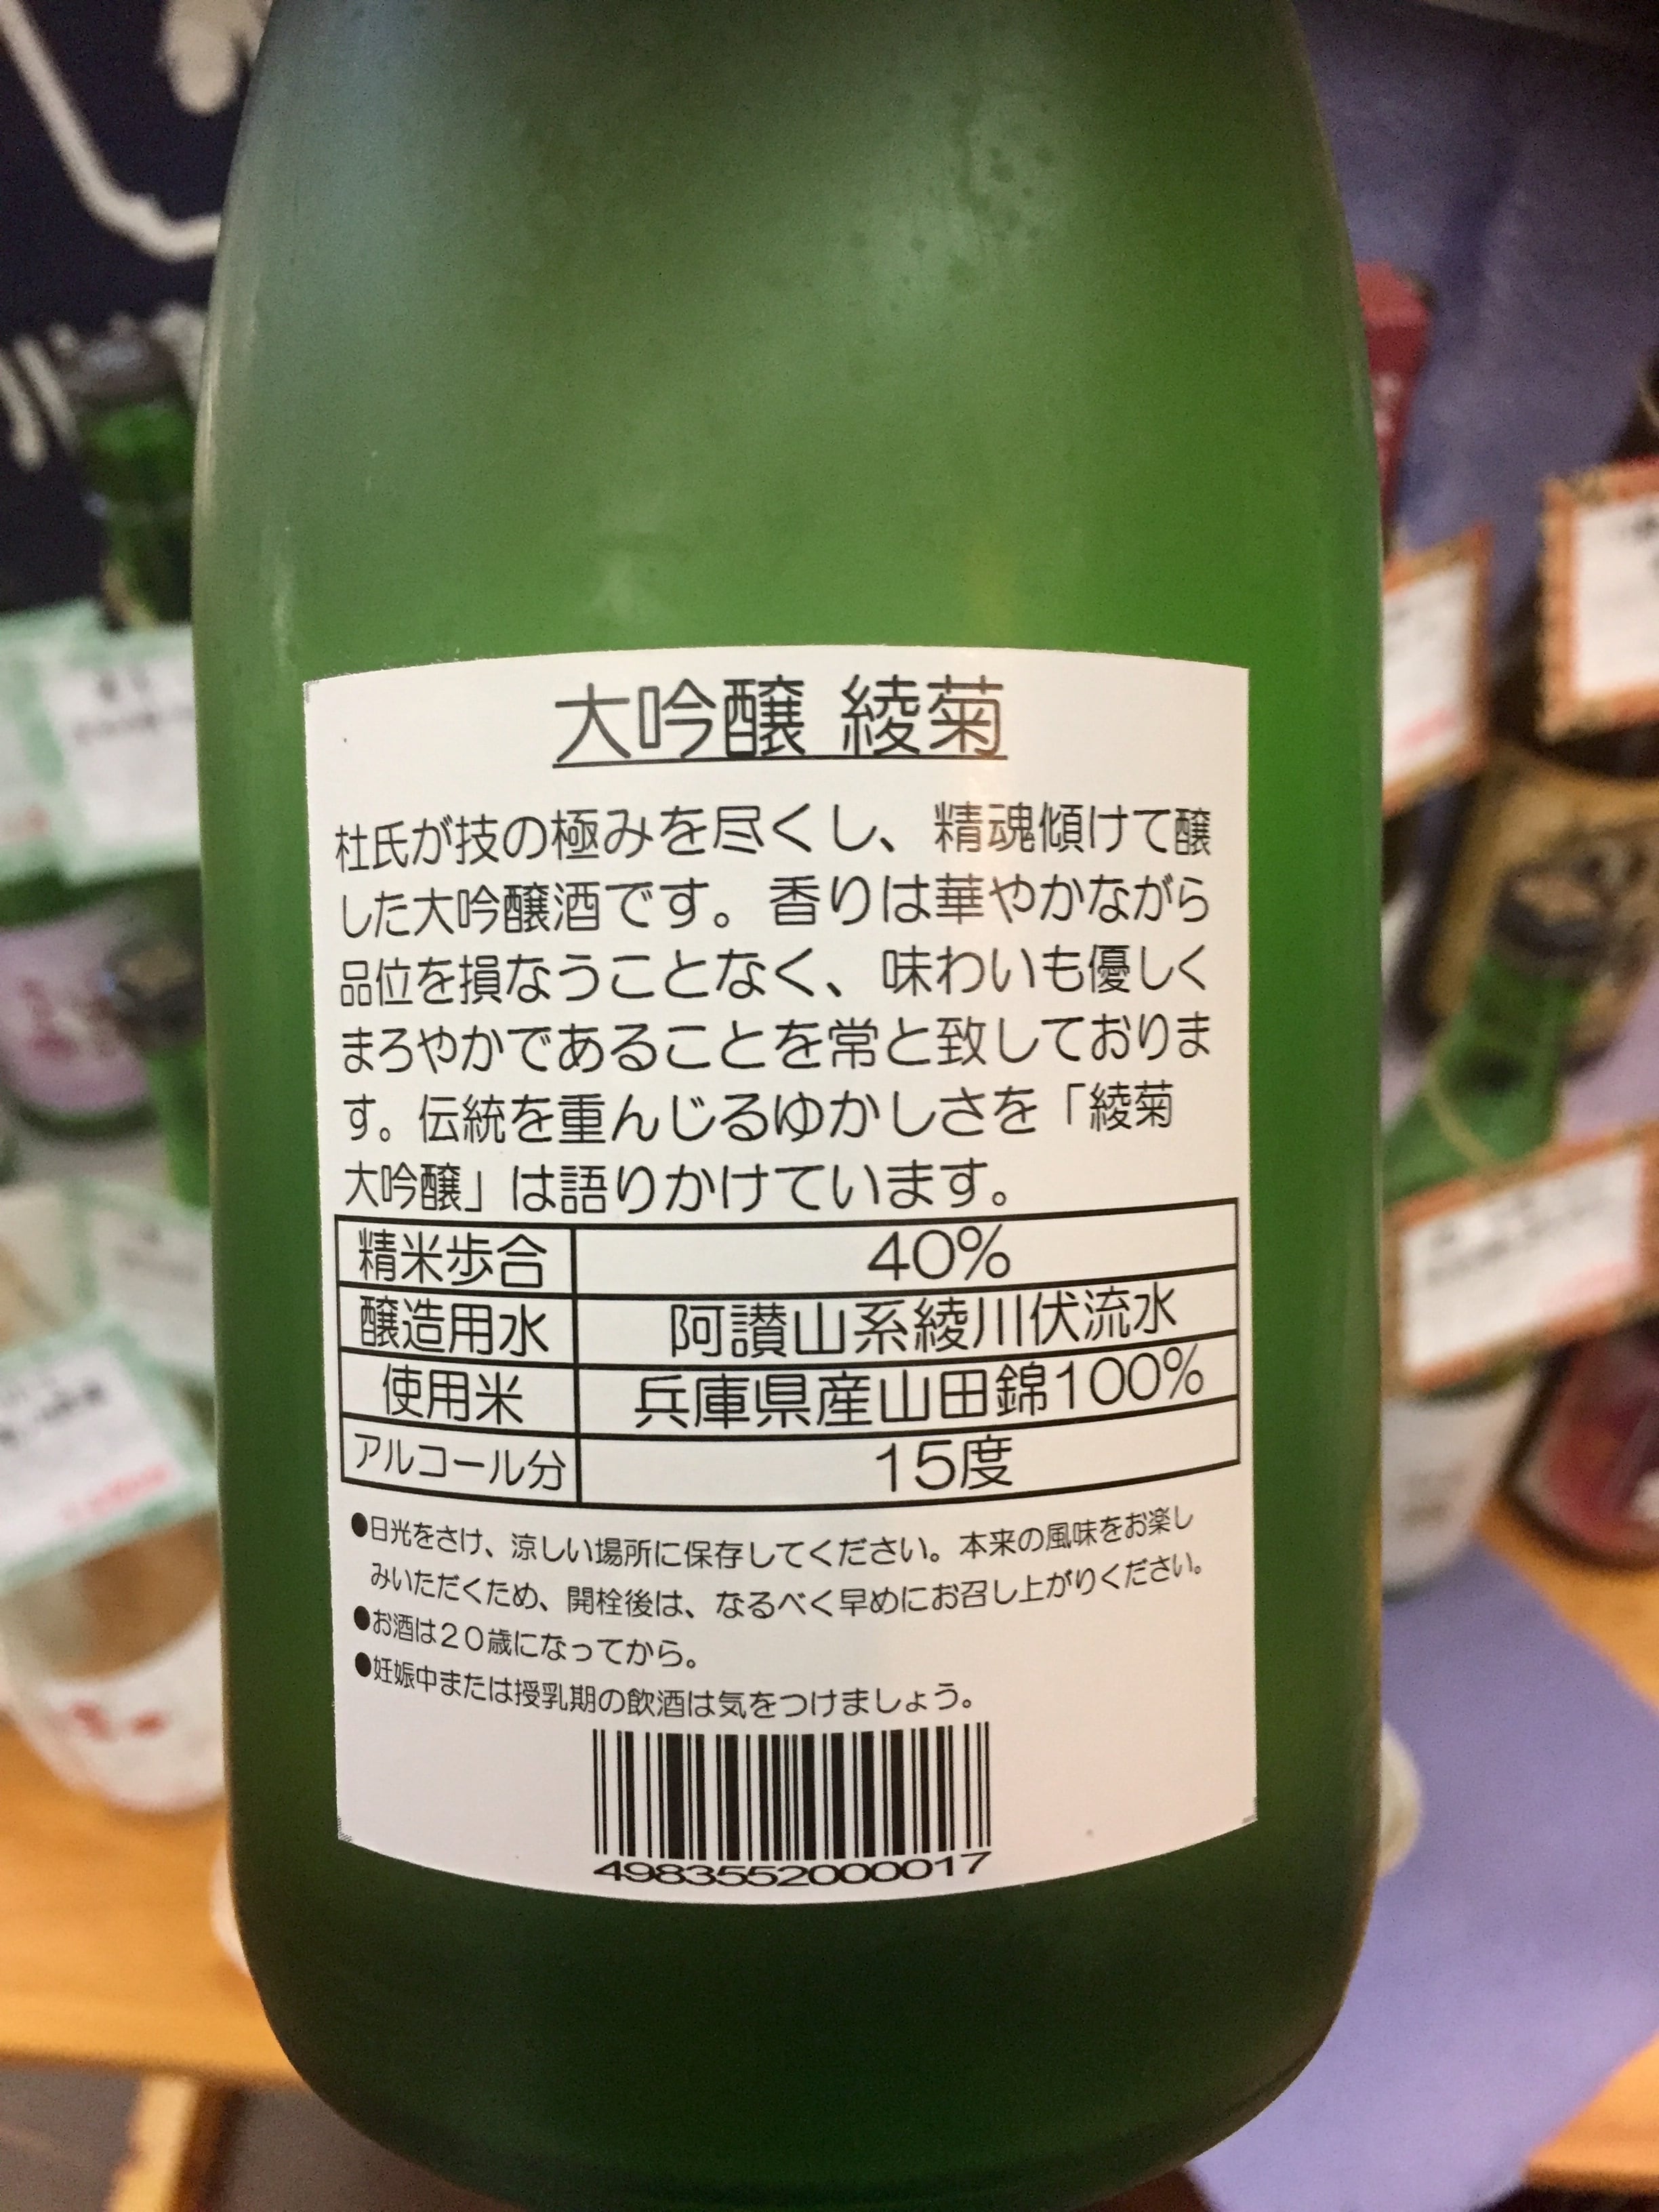 大吟醸 綾菊
杜氏が技の極みを尽くし、精魂傾けて醸
した大吟醸酒です。香りは華やかながら
品位を損なうことなく、味わいも優しく
まろやかであることを常と致しておりま
す。伝統を重んじるゆかしさを「綾菊
大吟醸」は語りかけています。
精米歩合 40%
醸造用水 阿讃山系綾川伏流水
使用米 兵庫県産山田錦100%
アルコール分 15度
●日光をさけ、涼しい場所に保存してください。本来の風味をお楽し
みいただくため、開栓後は、なるべく早めにお召し上がりください。
●お酒は20歳になってから。
●妊娠中または授乳期の飲酒は気をつけましょう。
4983552000017